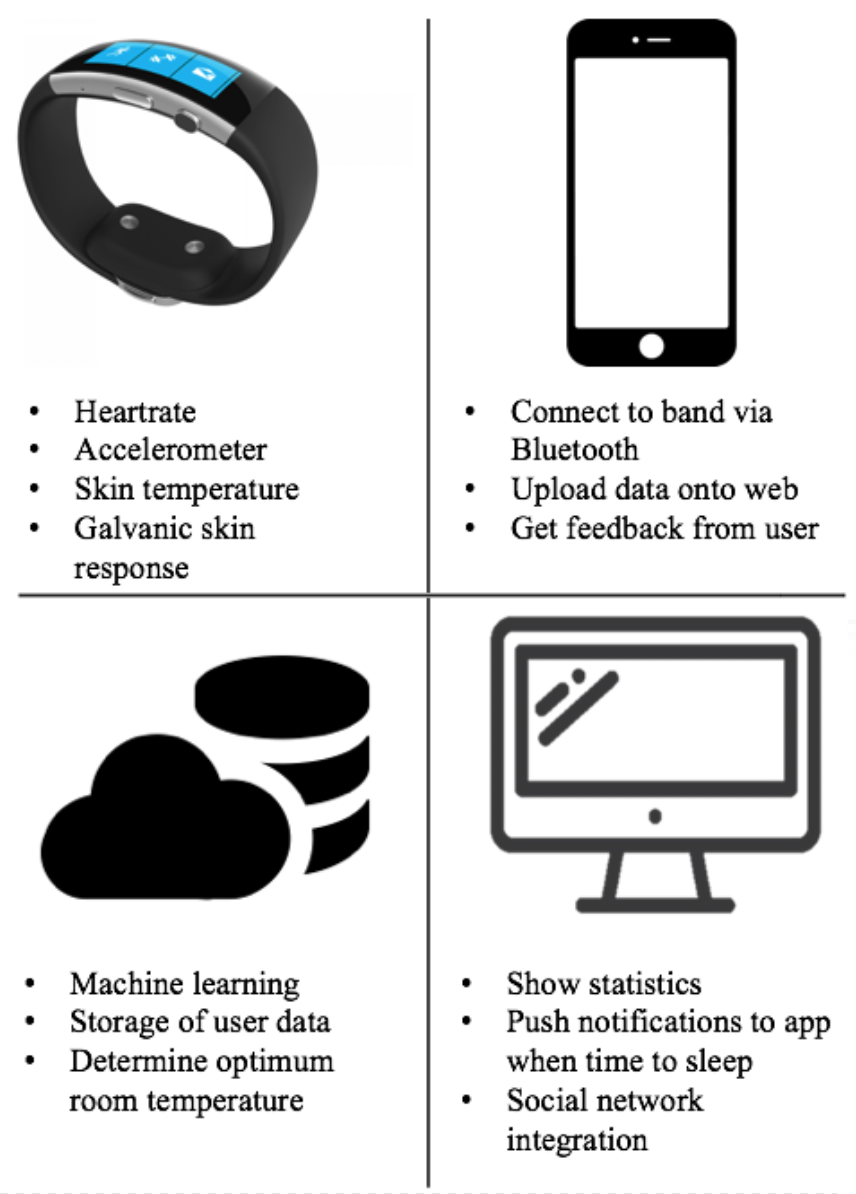 • Heartrate
• Accelerometer
• Skin temperature
• Galvanic skin
response
• Connect to band via
Bluetooth
• Upload data onto web
• Get feedback from user
• Machine learning
• Storage of user data
• Determine optimum
room temperature
• Show statistics
• Push notifications to app
when time to sleep
• Social network
integration